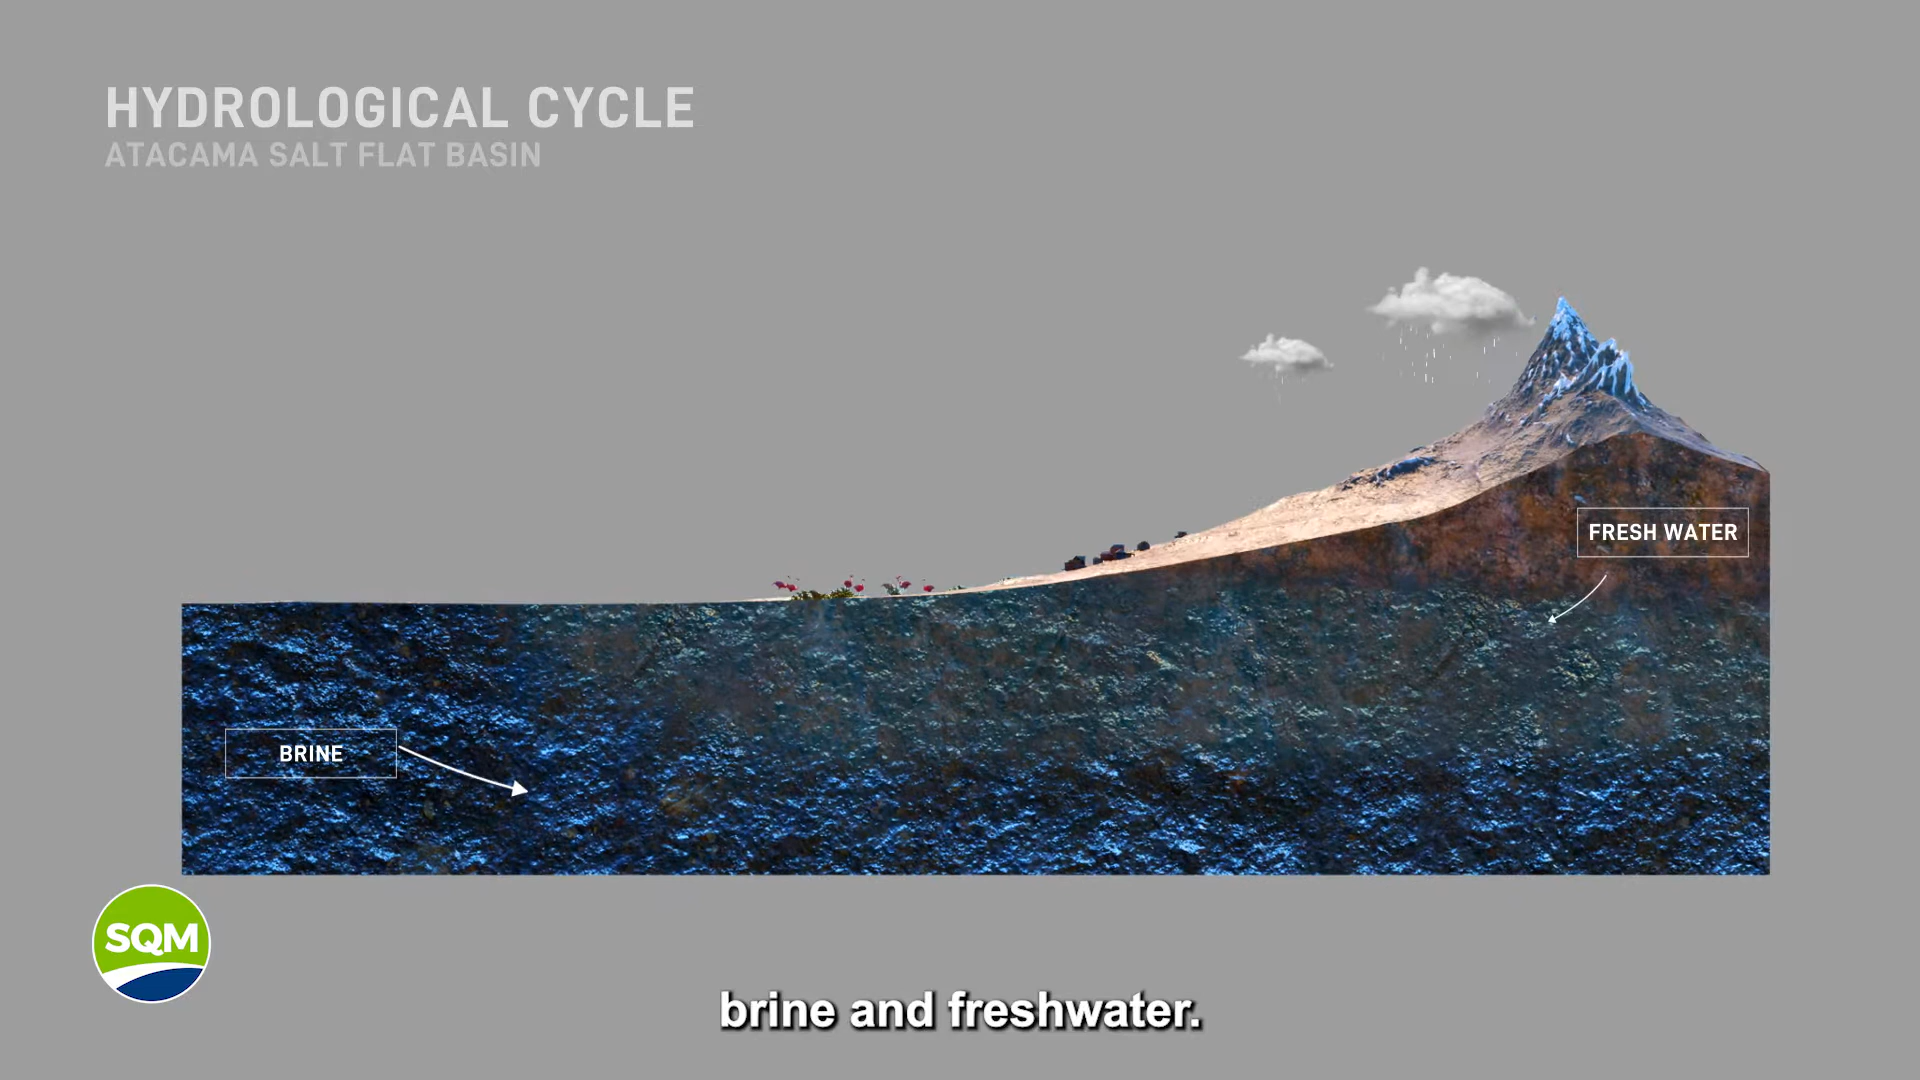 HYDROLOGICAL CYCLE
ATACAMA SALT FLAT BASIN
FRESH WATER
BRINE
SQM
brine and freshwater.